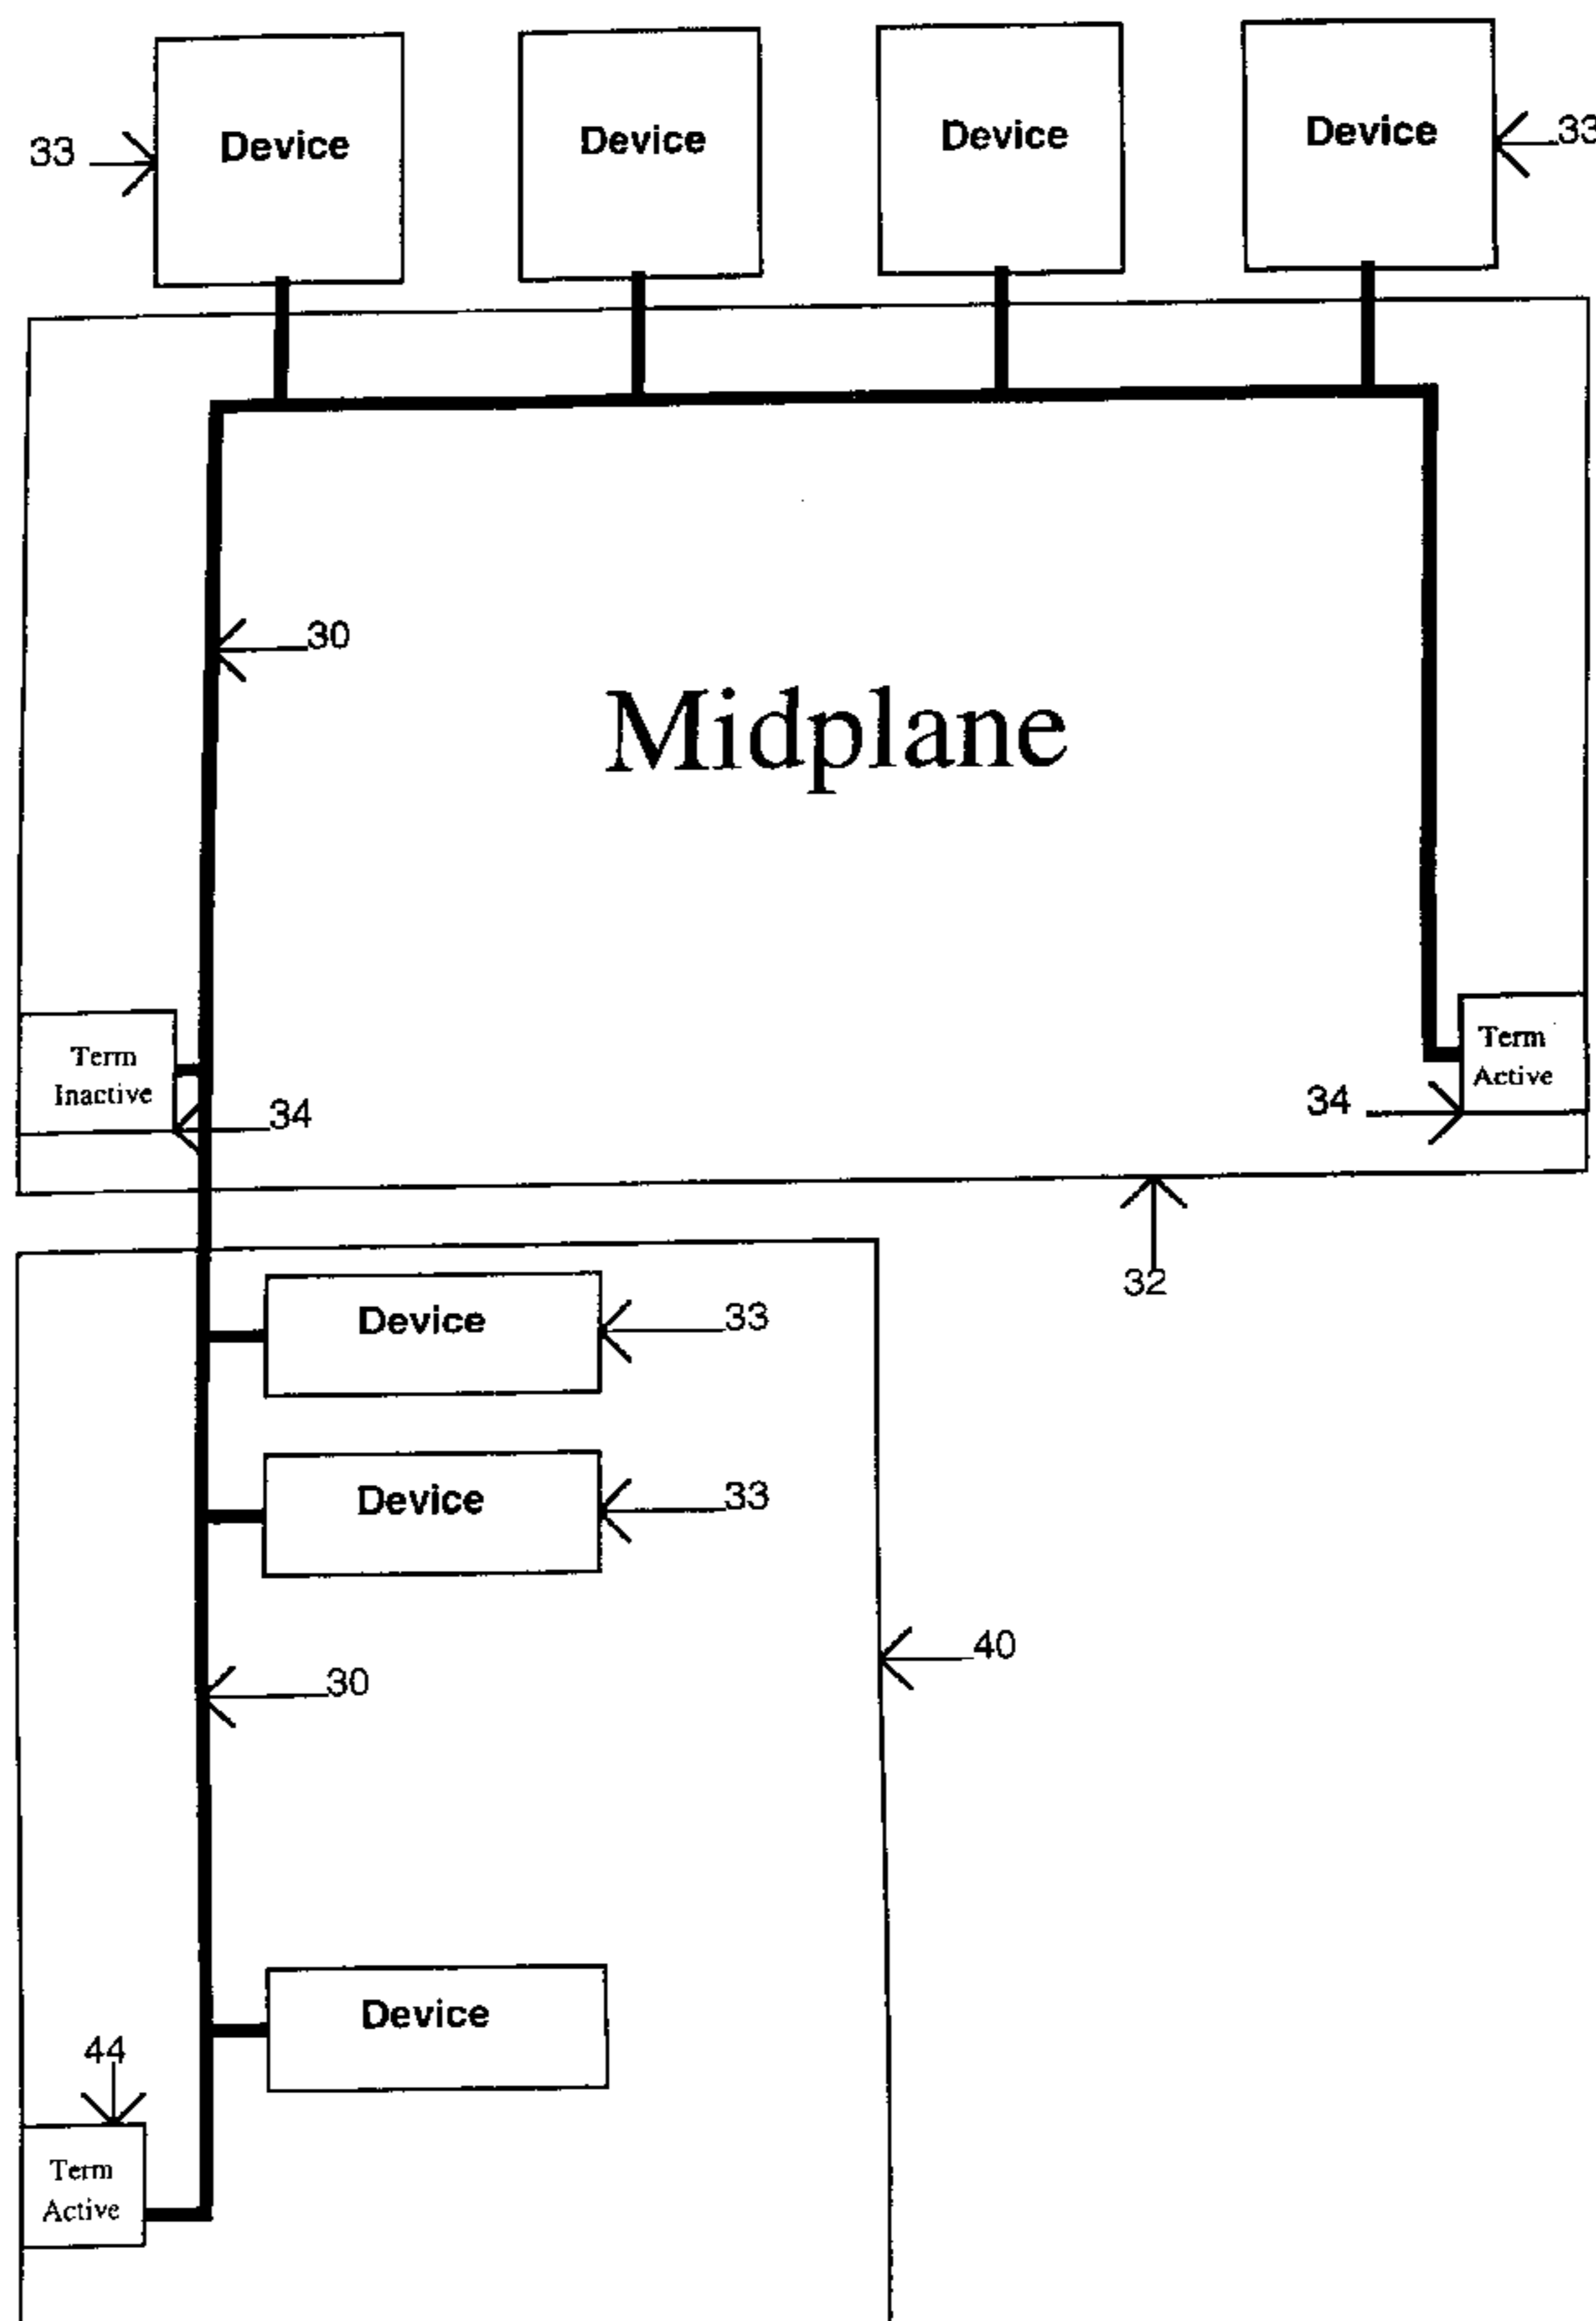 Device
Device
Device
Device
33
33
30
Midplane
Term
Inactive
34
Term
Active
34
32
Device
33
Device
33
40
30
Device
44
Term
Active